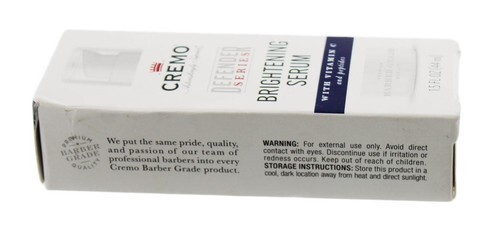 CREMO
DEFENDER
SERIES
BRIGHTENING
SERUM
WITH VITAMIN C
and peptides
1.5 FL OZ (44 ml)
PREMIUM
BARBER
GRADE
QUALITY
We put the same pride, quality,
and passion of our team of
professional barbers into every
Cremo Barber Grade product.
WARNING: For external use only. Avoid direct
contact with eyes. Discontinue use if irritation or
redness occurs. Keep out of reach of children.
STORAGE INSTRUCTIONS: Store this product in a
cool, dark location away from heat and direct sunlight.